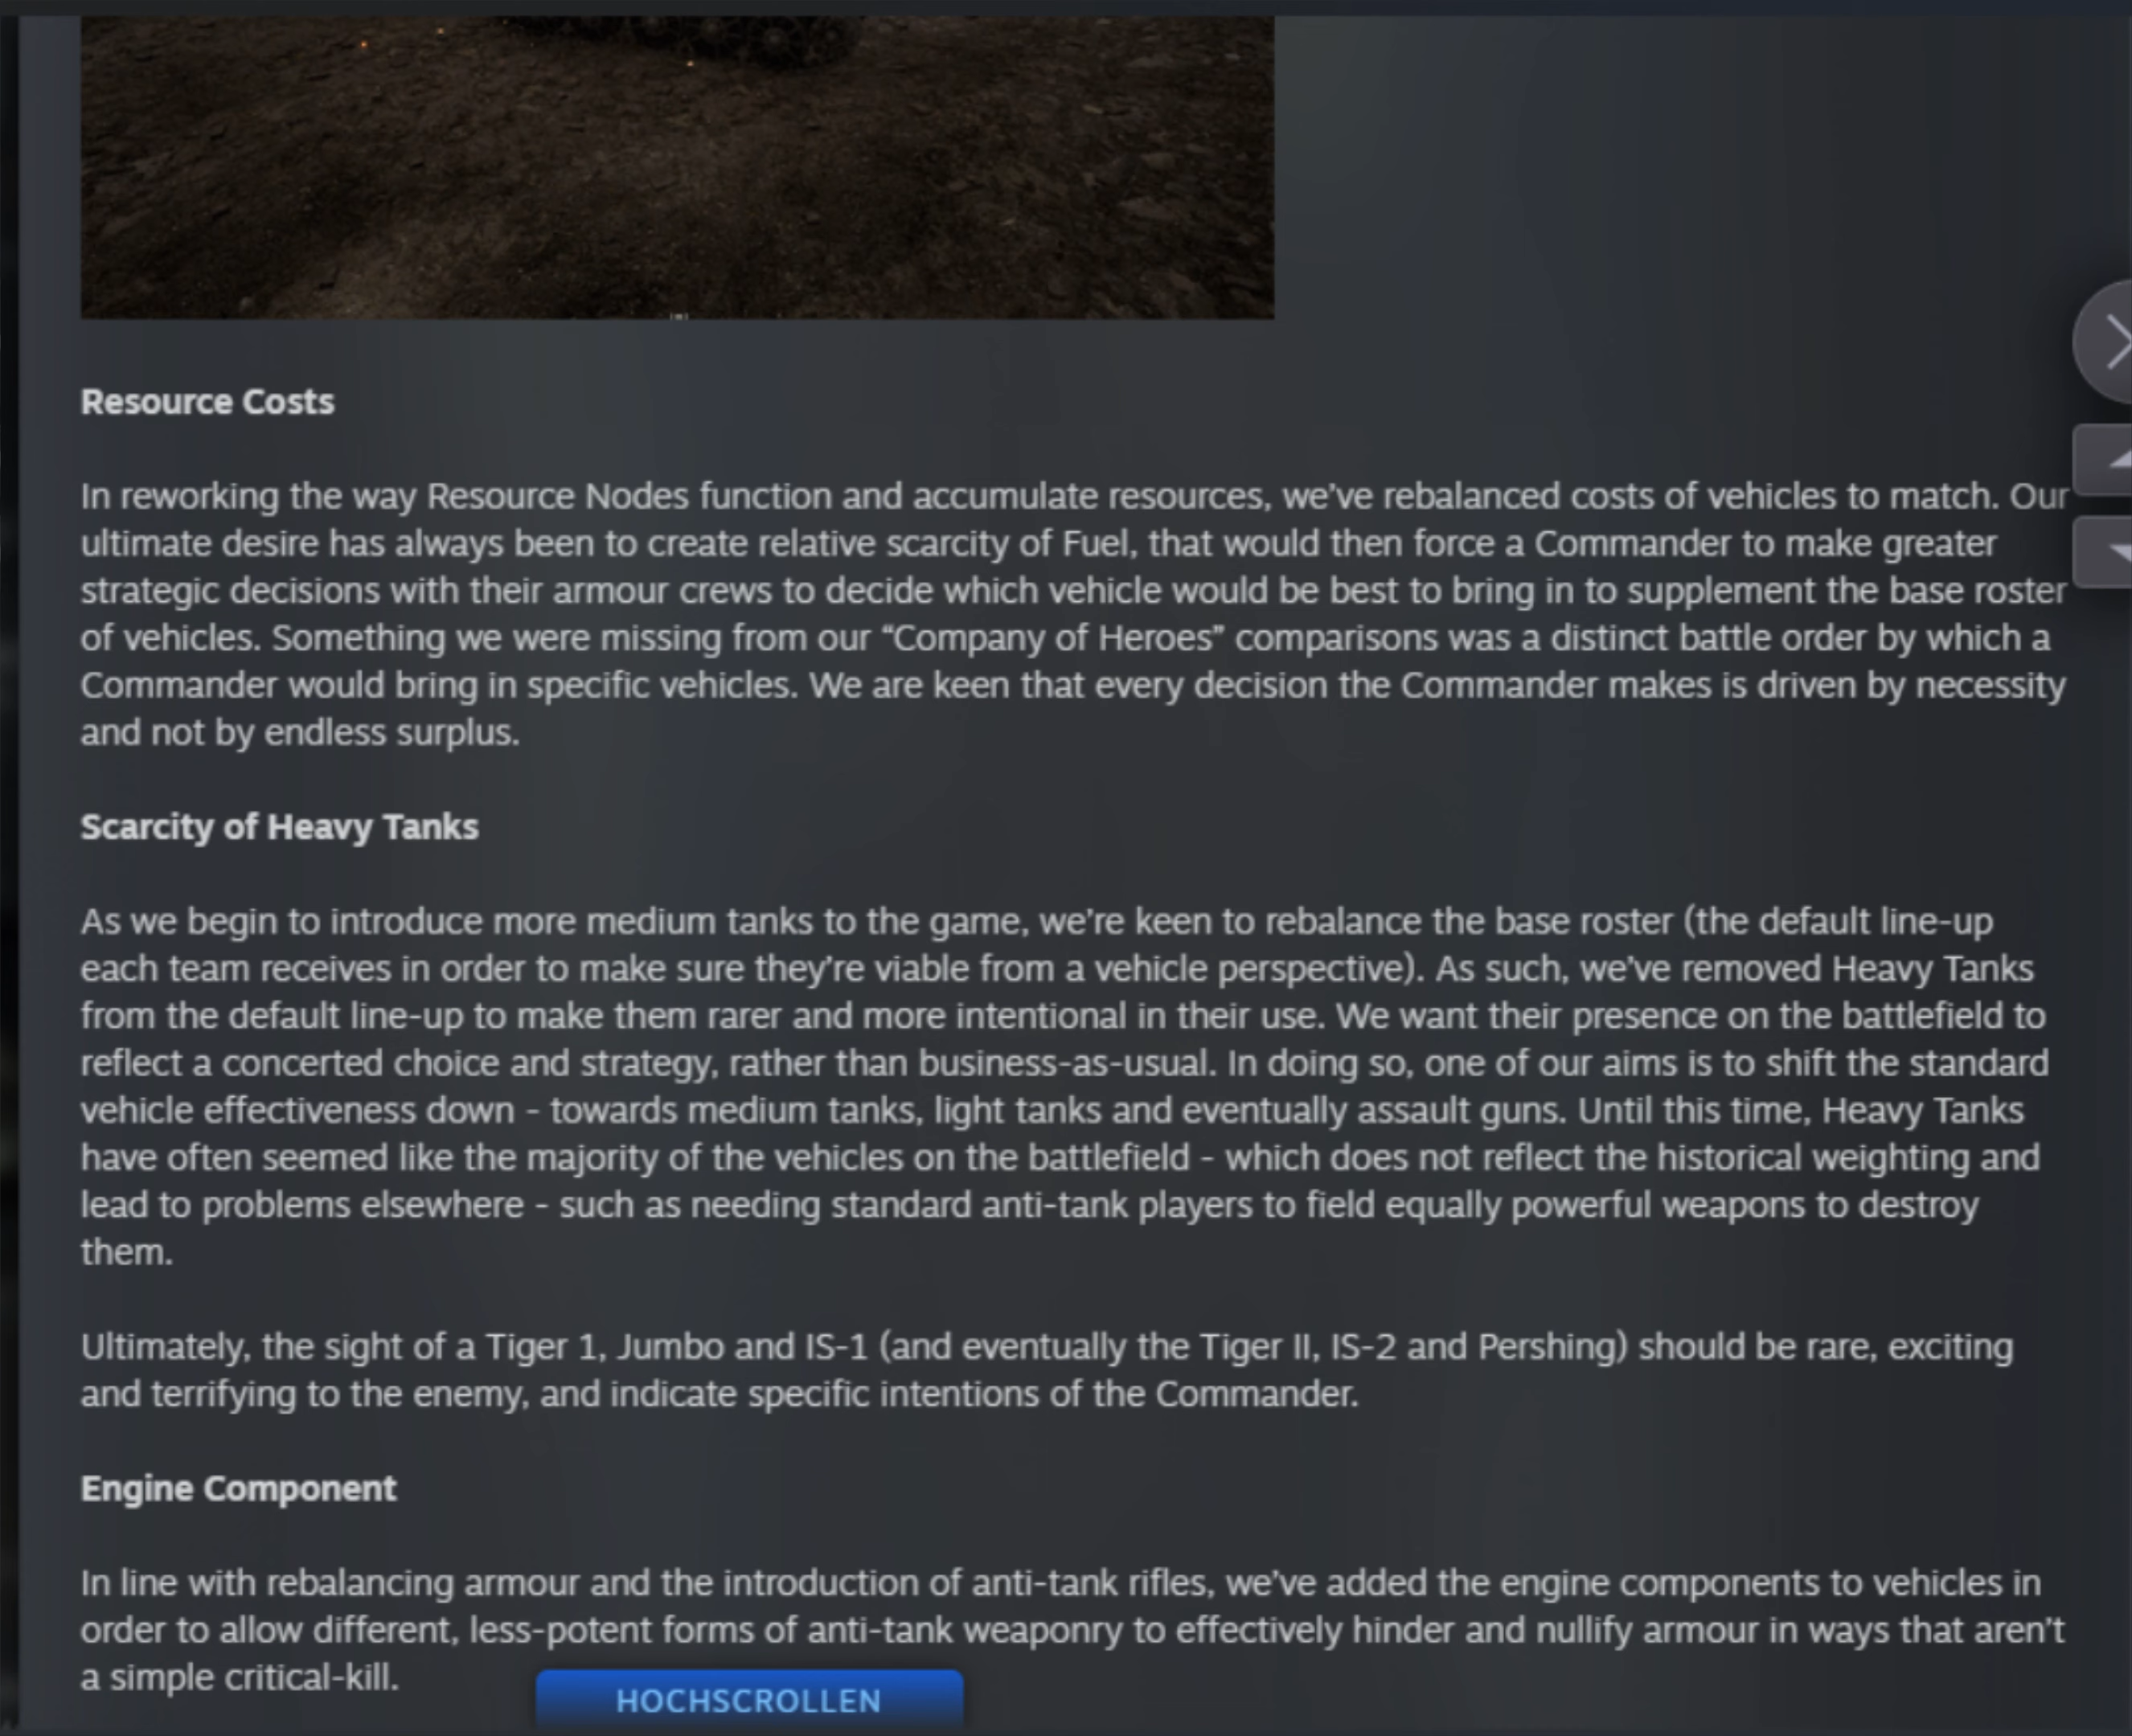 Resource Costs
In reworking the way Resource Nodes function and accumulate resources, we've rebalanced costs of vehicles to match. Our
ultimate desire has always been to create relative scarcity of Fuel, that would then force a Commander to make greater
strategic decisions with their armour crews to decide which vehicle would be best to bring in to supplement the base roster
of vehicles. Something we were missing from our “Company of Heroes” comparisons was a distinct battle order by which a
Commander would bring in specific vehicles. We are keen that every decision the Commander makes is driven by necessity
and not by endless surplus.
Scarcity of Heavy Tanks
As we begin to introduce more medium tanks to the game, we're keen to rebalance the base roster (the default line-up
each team receives in order to make sure they're viable from a vehicle perspective). As such, we've removed Heavy Tanks
from the default line-up to make them rarer and more intentional in their use. We want their presence on the battlefield to
reflect a concerted choice and strategy, rather than business-as-usual. In doing so, one of our aims is to shift the standard
vehicle effectiveness down - towards medium tanks, light tanks and eventually assault guns. Until this time, Heavy Tanks
have often seemed like the majority of the vehicles on the battlefield - which does not reflect the historical weighting and
lead to problems elsewhere - such as needing standard anti-tank players to field equally powerful weapons to destroy
them.
Ultimately, the sight of a Tiger 1, Jumbo and IS-1 (and eventually the Tiger II, IS-2 and Pershing) should be rare, exciting
and terrifying to the enemy, and indicate specific intentions of the Commander.
Engine Component
In line with rebalancing armour and the introduction of anti-tank rifles, we've added the engine components to vehicles in
order to allow different, less-potent forms of anti-tank weaponry to effectively hinder and nullify armour in ways that aren't
a simple critical-kill.
HOCHSCROLLEN